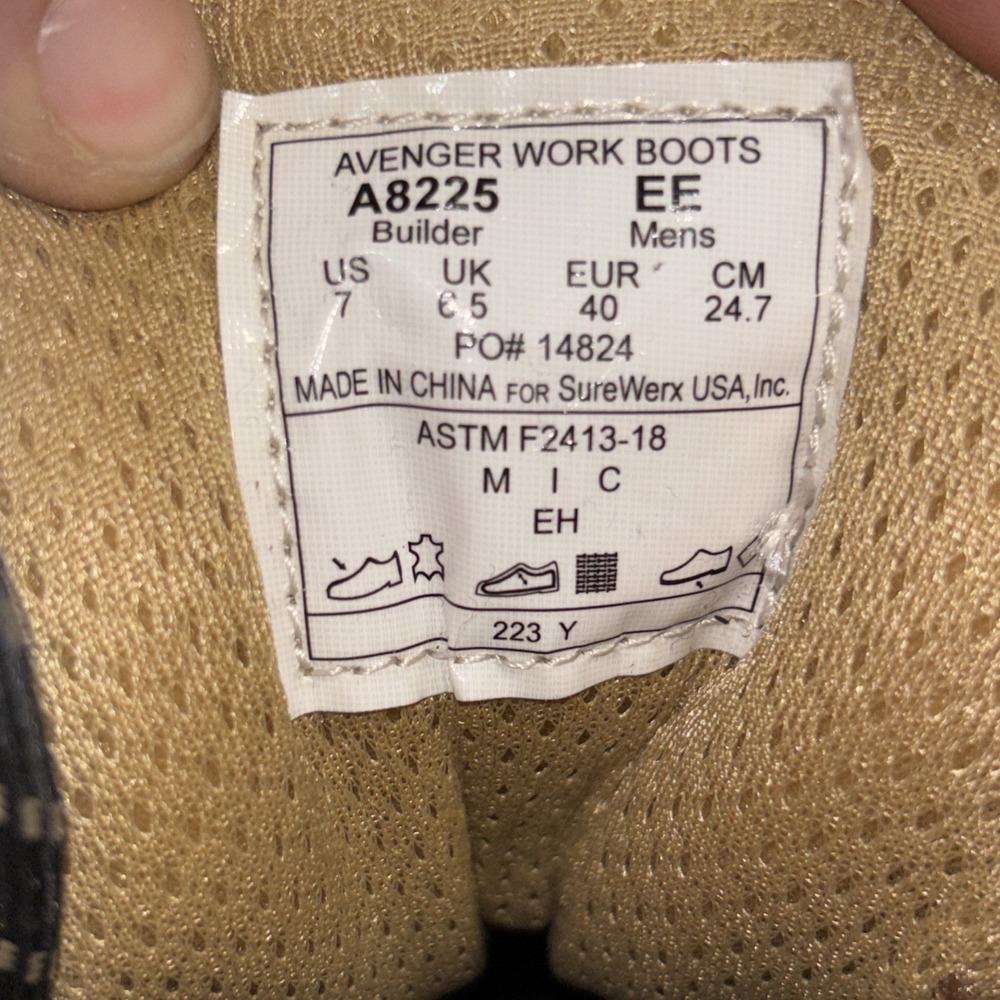 AVENGER WORK BOOTS
A8225 EE
Builder Mens
US UK EUR CM
7 6.5 40 24.7
PO# 14824
MADE IN CHINA FOR SureWerx USA, Inc.
ASTM F2413-18
M I C
EH
223 Y